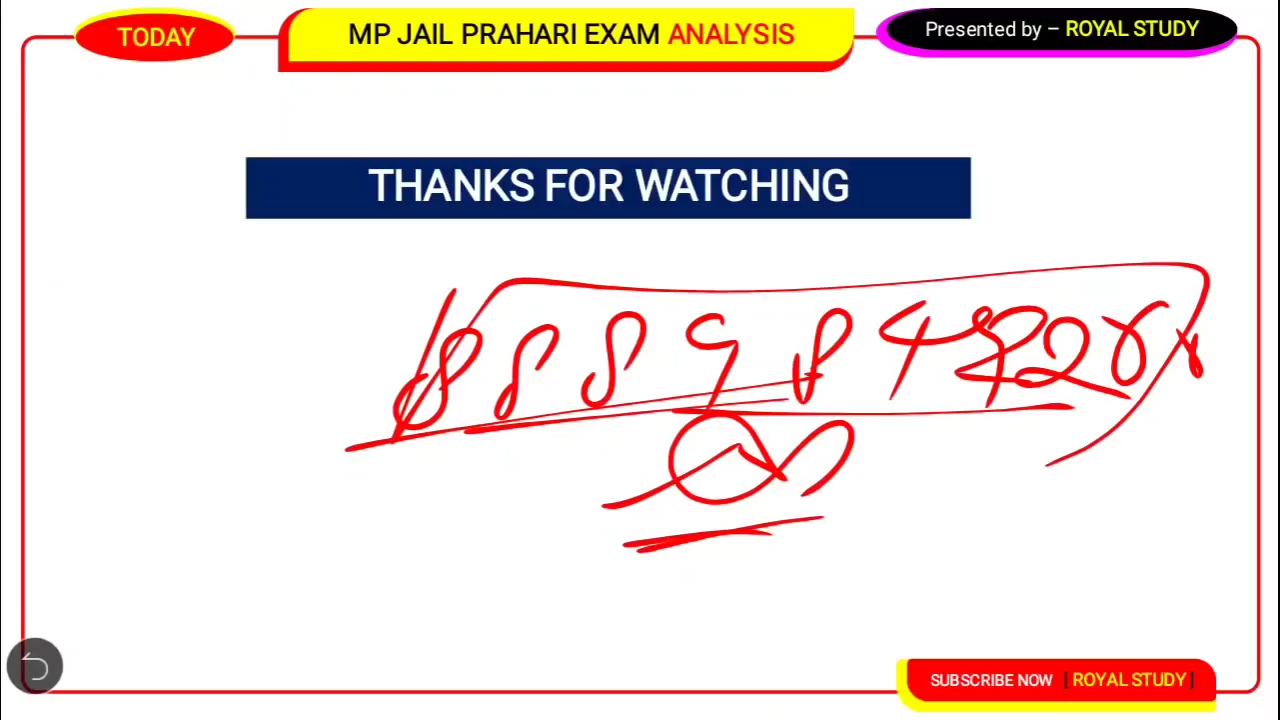 TODAY
MP JAIL PRAHARI EXAM ANALYSIS
Presented by – ROYAL STUDY
THANKS FOR WATCHING
SUBSCRIBE NOW [ ROYAL STUDY ]